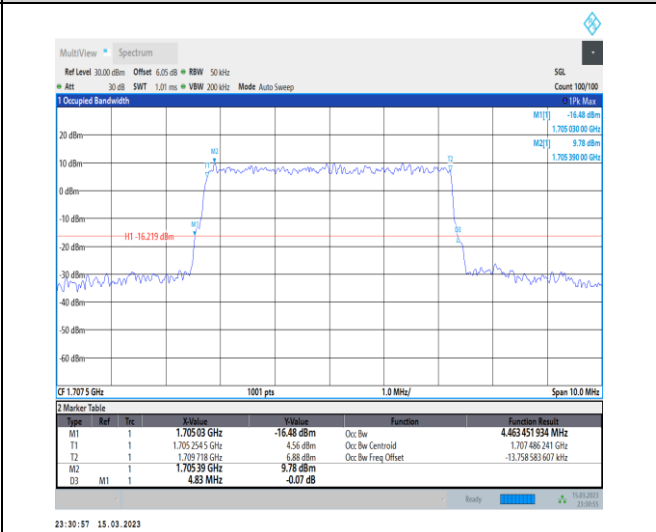 MultiView Spectrum
Ref Level 30.00 dBm Offset 6.05 dB RBW 50 kHz SGL
Att 30 dB SWT 1.01 ms VBW 200 kHz Mode Auto Sweep Count 100/100
1 Occupied Bandwidth 1Pk Max
M1[1] -16.48 dBm
1.705 030 00 GHz
M2[1] 9.78 dBm
1.705 390 00 GHz
20 dBm
M2
10 dBm
T1
T2
0 dBm
-10 dBm
M1
D3
H1 -16.219 dBm
-20 dBm
-30 dBm
-40 dBm
-50 dBm
-60 dBm
CF 1.707 5 GHz 1001 pts 1.0 MHz/ Span 10.0 MHz
2 Marker Table
Type Ref Trc X-Value Y-Value Function Function Result
M1 1 1.705 03 GHz -16.48 dBm Occ Bw 4.463 451 934 MHz
T1 1 1.705 254 5 GHz 4.56 dBm Occ Bw Centroid 1.707 486 241 GHz
T2 1 1.709 718 GHz 6.88 dBm Occ Bw Freq Offset -13.758 583 607 kHz
M2 1 1.705 39 GHz 9.78 dBm
D3 M1 1 4.83 MHz -0.07 dB
Ready 15.03.2023
23:30:55
23:30:57 15.03.2023